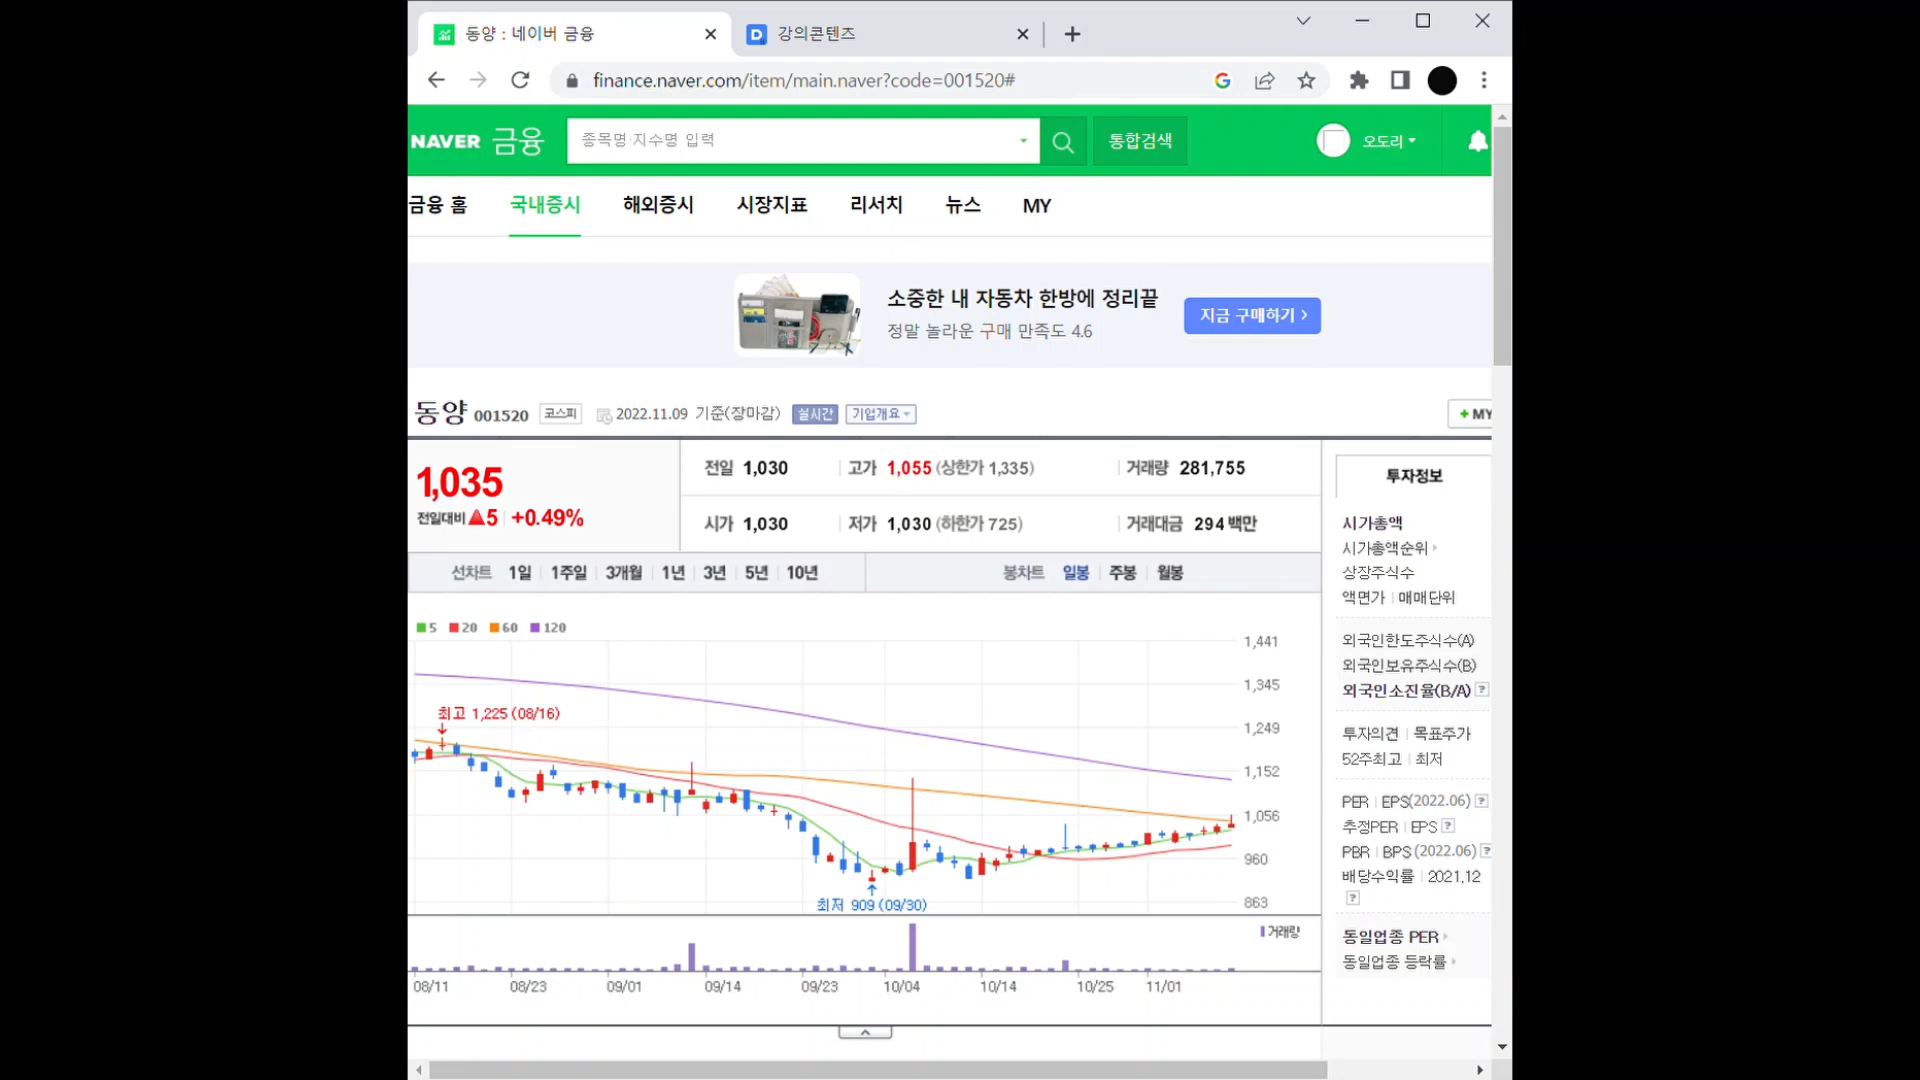 동양 : 네이버 금융
강의콘텐츠
finance.naver.com/item/main.naver?code=001520#
NAVER 금융
종목명·지수명 입력
통합검색
오도리
금융 홈 국내증시 해외증시 시장지표 리서치 뉴스 MY
소중한 내 자동차 한방에 정리끝
정말 놀라운 구매 만족도 4.6
지금 구매하기 >
동양 001520 코스피 2022.11.09 기준(장마감) 실시간 기업개요
+ MY
1,035
전일대비 ▲5 +0.49%
전일 1,030 고가 1,055 (상한가 1,335) 거래량 281,755
시가 1,030 저가 1,030 (하한가 725) 거래대금 294 백만
선차트 1일 1주일 3개월 1년 3년 5년 10년
봉차트 일봉 주봉 월봉
5 20 60 120
1,441
1,345
1,249
1,152
1,056
960
863
최고 1,225 (08/16)
최저 909 (09/30)
거래량
08/11 08/23 09/01 09/14 09/23 10/04 10/14 10/25 11/01
투자정보
시가총액
시가총액순위
상장주식수
액면가 | 매매단위
외국인한도주식수(A)
외국인보유주식수(B)
외국인소진율(B/A) ?
투자의견 | 목표주가
52주최고 | 최저
PER | EPS(2022.06) ?
추정PER | EPS ?
PBR | BPS (2022.06) ?
배당수익률 | 2021.12
?
동일업종 PER
동일업종 등락률